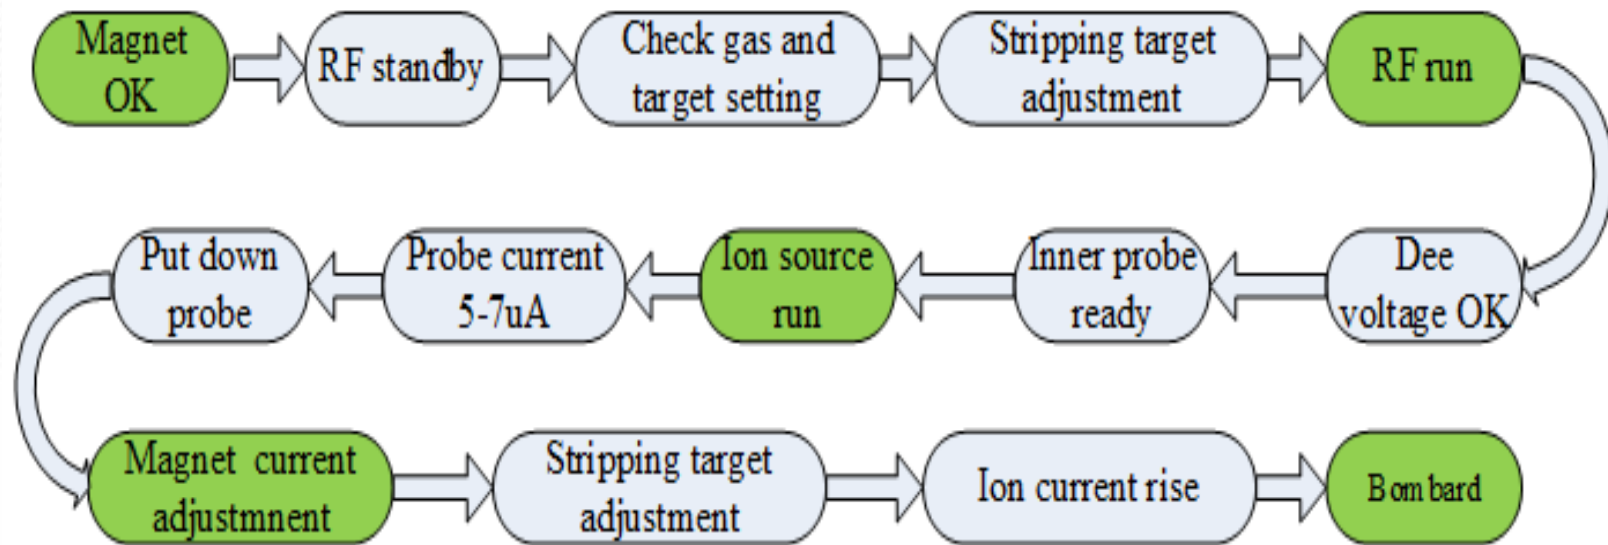 Magnet
OK
RF standby
Check gas and
target setting
Stripping target
adjustment
RF run
Dee
voltage OK
Inner probe
ready
Ion source
run
Probe current
5-7uA
Put down
probe
Magnet current
adjustmnent
Stripping target
adjustment
Ion current rise
Bombard